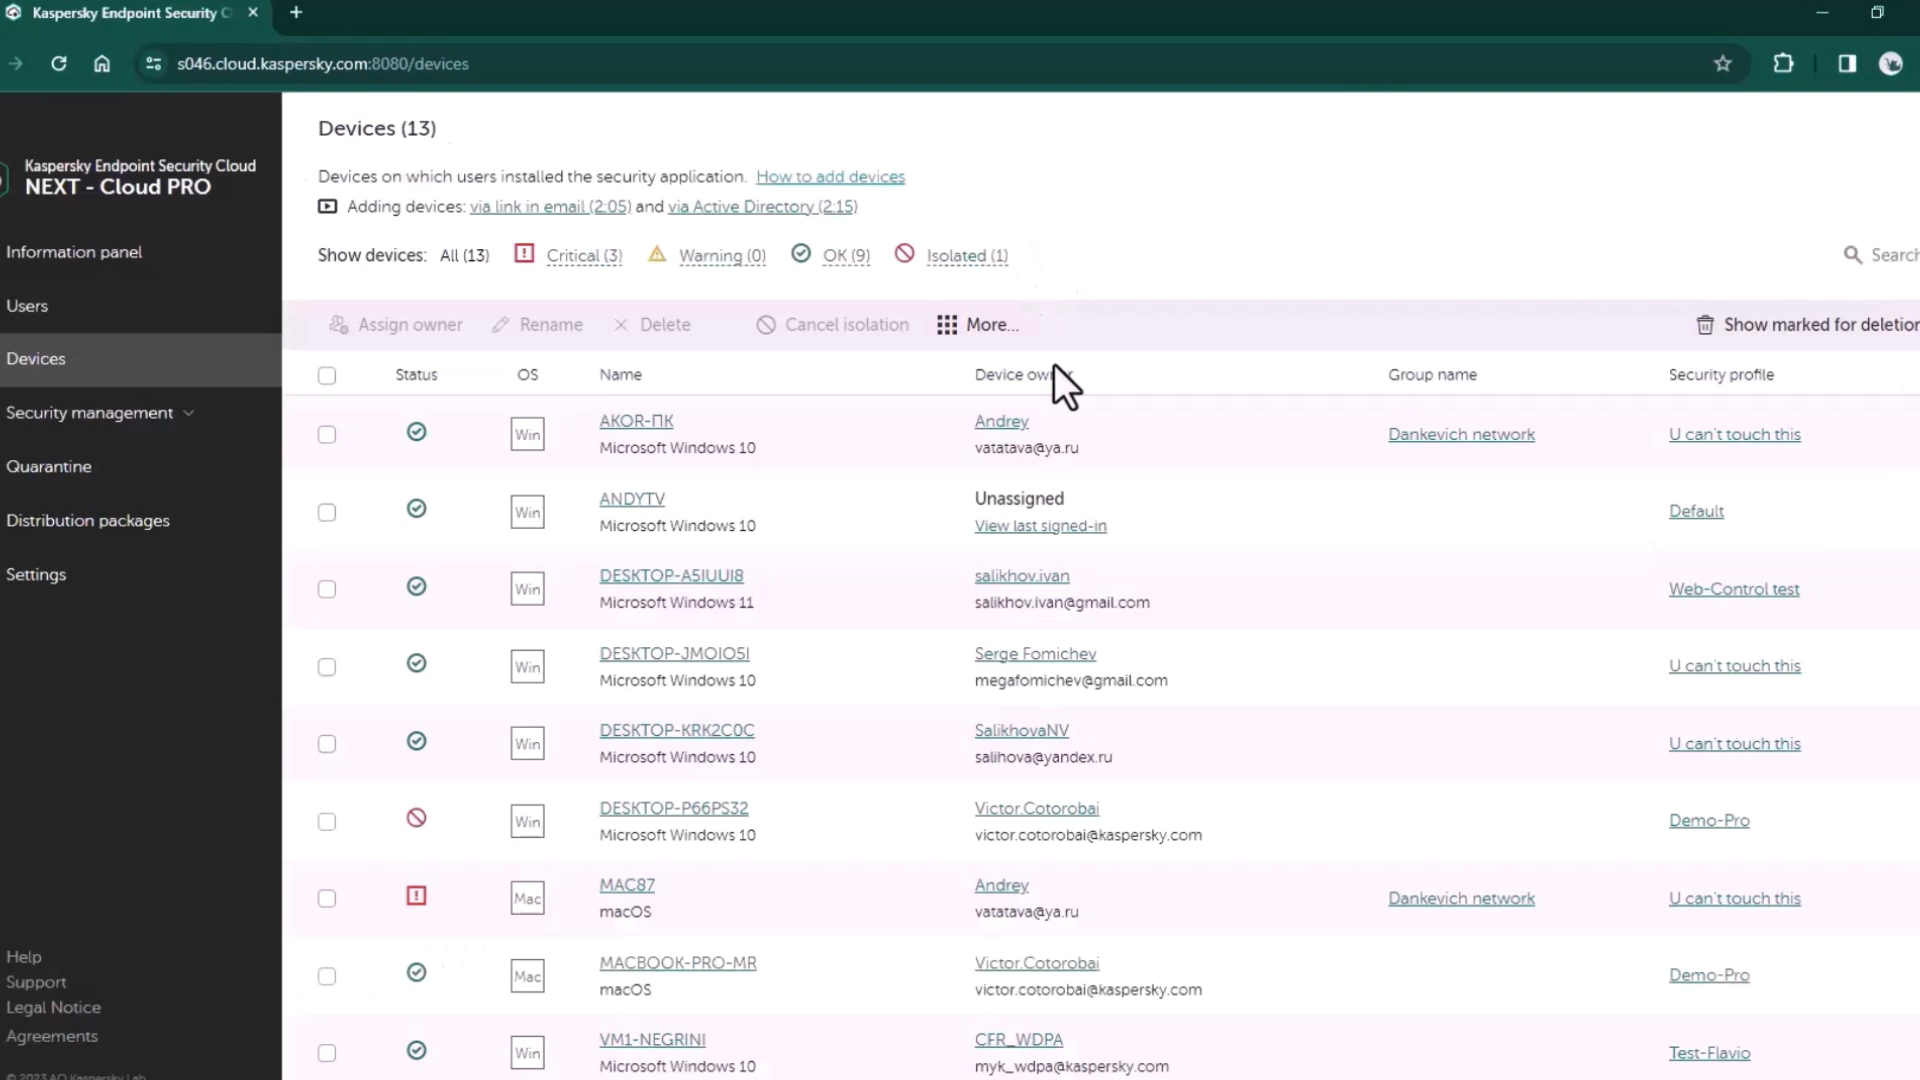 Kaspersky Endpoint Security C
s046.cloud.kaspersky.com:8080/devices
Kaspersky Endpoint Security Cloud
NEXT - Cloud PRO
Information panel
Users
Devices
Security management
Quarantine
Distribution packages
Settings
Help
Support
Legal Notice
Agreements
© 2023 AO Kaspersky Lab
Devices (13)
Devices on which users installed the security application. How to add devices
Adding devices: via link in email (2:05) and via Active Directory (2:15)
Show devices: All (13) Critical (3) Warning (0) OK (9) Isolated (1) Search
Assign owner Rename Delete Cancel isolation More... Show marked for deletion
Status OS Name Device Group name Security profile
Win AKOR-ПК Andrey Dankevich network U can't touch this
Microsoft Windows 10 vatatava@ya.ru
Win ANDYTV Unassigned Default
Microsoft Windows 10 View last signed-in
Win DESKTOP-A5IUUI8 salikhov.ivan Web-Control test
Microsoft Windows 11 salikhov.ivan@gmail.com
Win DESKTOP-JMOIO5I Serge Fomichev U can't touch this
Microsoft Windows 10 megafomichev@gmail.com
Win DESKTOP-KRK2C0C SalikhovaNV U can't touch this
Microsoft Windows 10 salihova@yandex.ru
Win DESKTOP-P66PS32 Victor.Cotorobai Demo-Pro
Microsoft Windows 10 victor.cotorobai@kaspersky.com
Mac MAC87 Andrey Dankevich network U can't touch this
macOS vatatava@ya.ru
Mac MACBOOK-PRO-MR Victor.Cotorobai Demo-Pro
macOS victor.cotorobai@kaspersky.com
Win VM1-NEGRINI CFR_WDPA Test-Flavio
Microsoft Windows 10 myk_wdpa@kaspersky.com